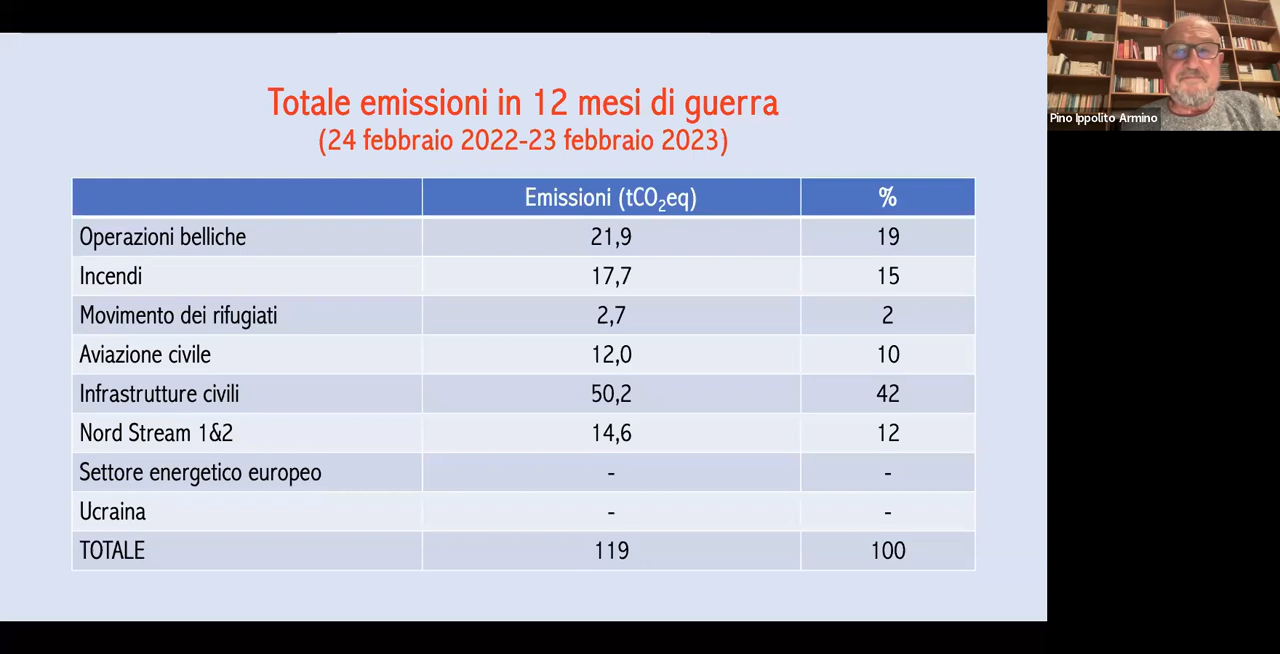 Totale emissioni in 12 mesi di guerra
(24 febbraio 2022-23 febbraio 2023)
Emissioni (tCO₂eq) %
Operazioni belliche 21,9 19
Incendi 17,7 15
Movimento dei rifugiati 2,7 2
Aviazione civile 12,0 10
Infrastrutture civili 50,2 42
Nord Stream 1&2 14,6 12
Settore energetico europeo - -
Ucraina - -
TOTALE 119 100
Pino Ippolito Armino